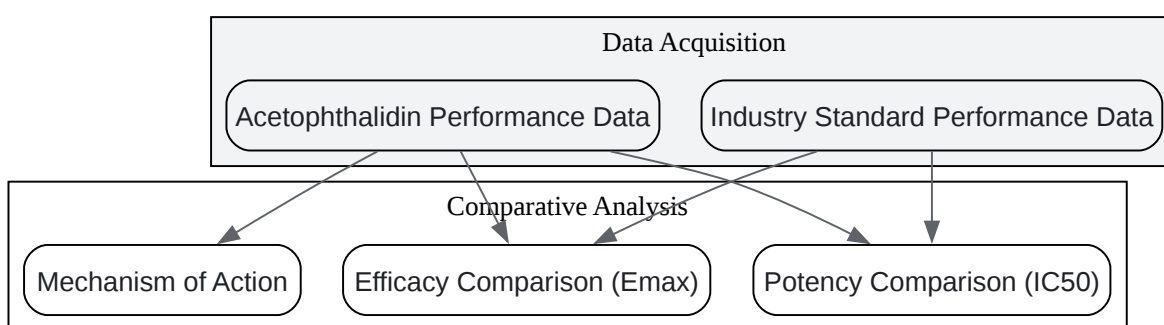 Data Acquisition
Acetophthalidin Performance Data
Industry Standard Performance Data
Comparative Analysis
Mechanism of Action
Efficacy Comparison (Emax)
Potency Comparison (IC50)